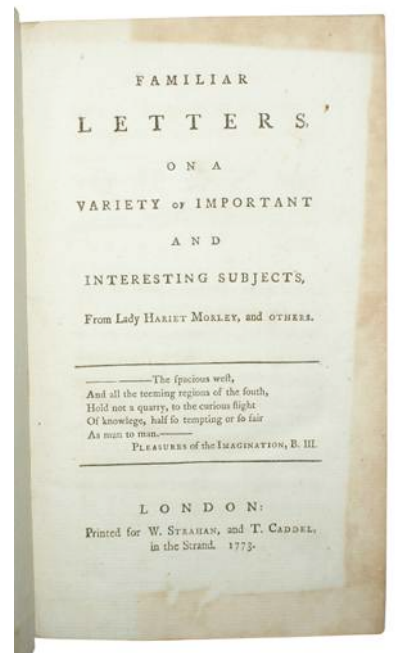 FAMILIAR
LETTERS,
ON A
VARIETY OF IMPORTANT
AND
INTERESTING SUBJECTS,
From Lady HARIET MORLEY, and OTHERS.
————The ſpacious weſt,
And all the teeming regions of the ſouth,
Hold not a quarry, to the curious flight
Of knowlege, half ſo tempting or ſo fair
As man to man.———
PLEASURES of the IMAGINATION, B. III.
LONDON:
Printed for W. STRAHAN, and T. CADDEL,
in the Strand. 1773.